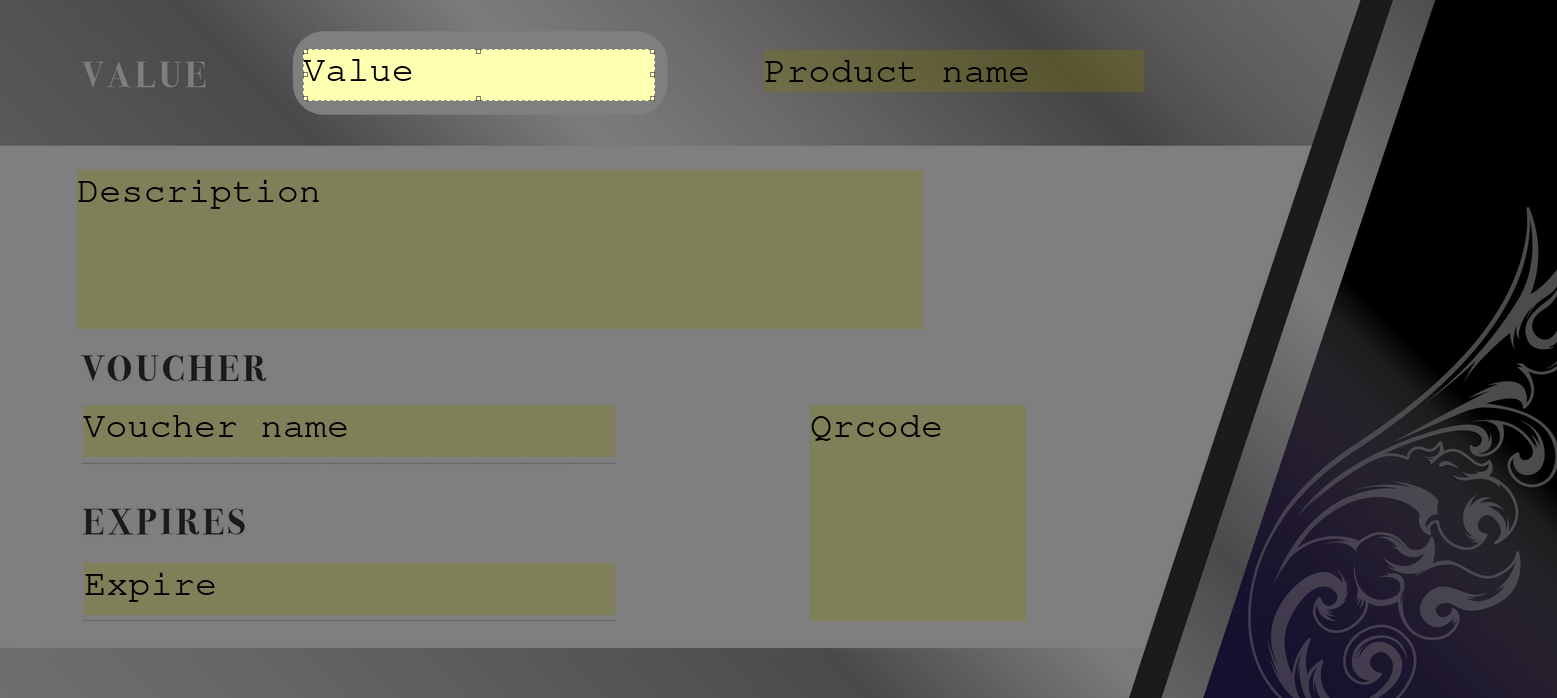 VALUE Value Product name
Description
VOUCHER
Voucher name Qrcode
EXPIRES
Expire